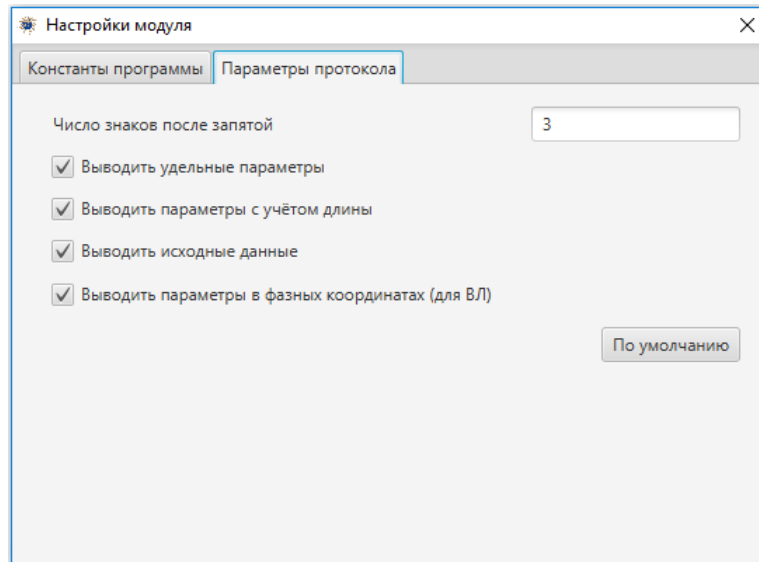 Настройки модуля
Константы программы Параметры протокола
Число знаков после запятой 3
Выводить удельные параметры
Выводить параметры с учётом длины
Выводить исходные данные
Выводить параметры в фазных координатах (для ВЛ)
По умолчанию